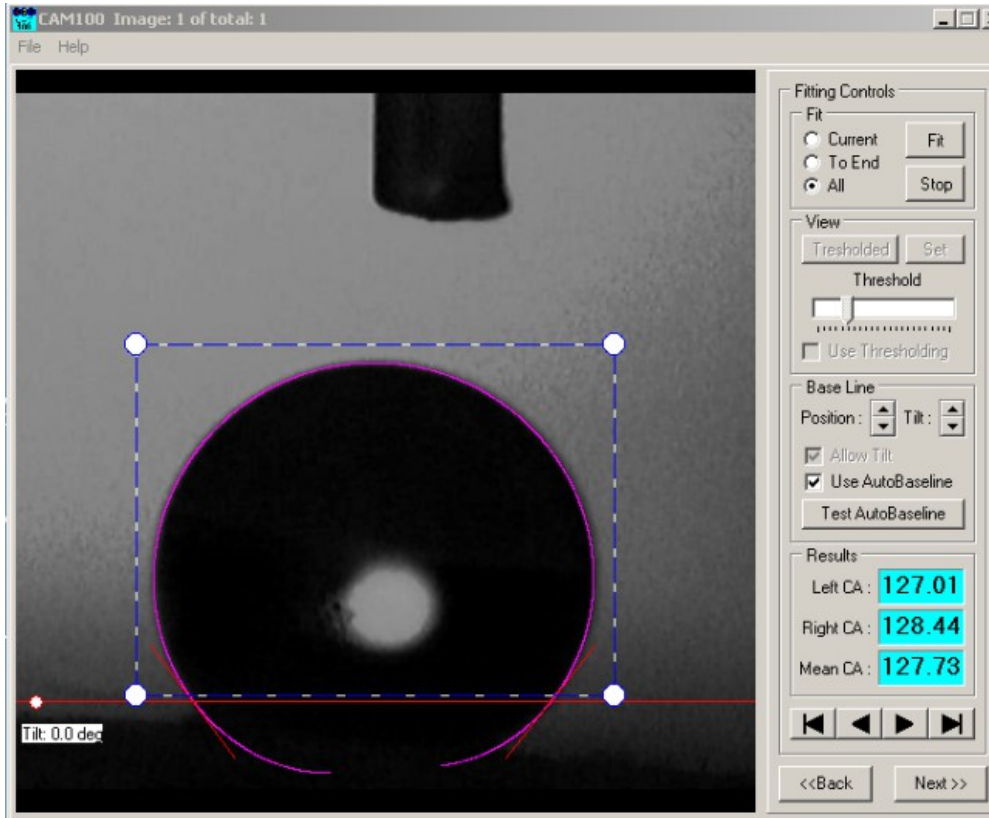 CAM100 Image: 1 of total: 1
File Help
Fitting Controls
Fit
Current
To End
All
Fit
Stop
View
Tresholded Set
Threshold
Use Thresholding
Base Line
Position : Tilt :
Allow Tilt
Use AutoBaseline
Test AutoBaseline
Results
Left CA : 127.01
Right CA : 128.44
Mean CA : 127.73
Tilt: 0.0 deg
<<Back Next >>